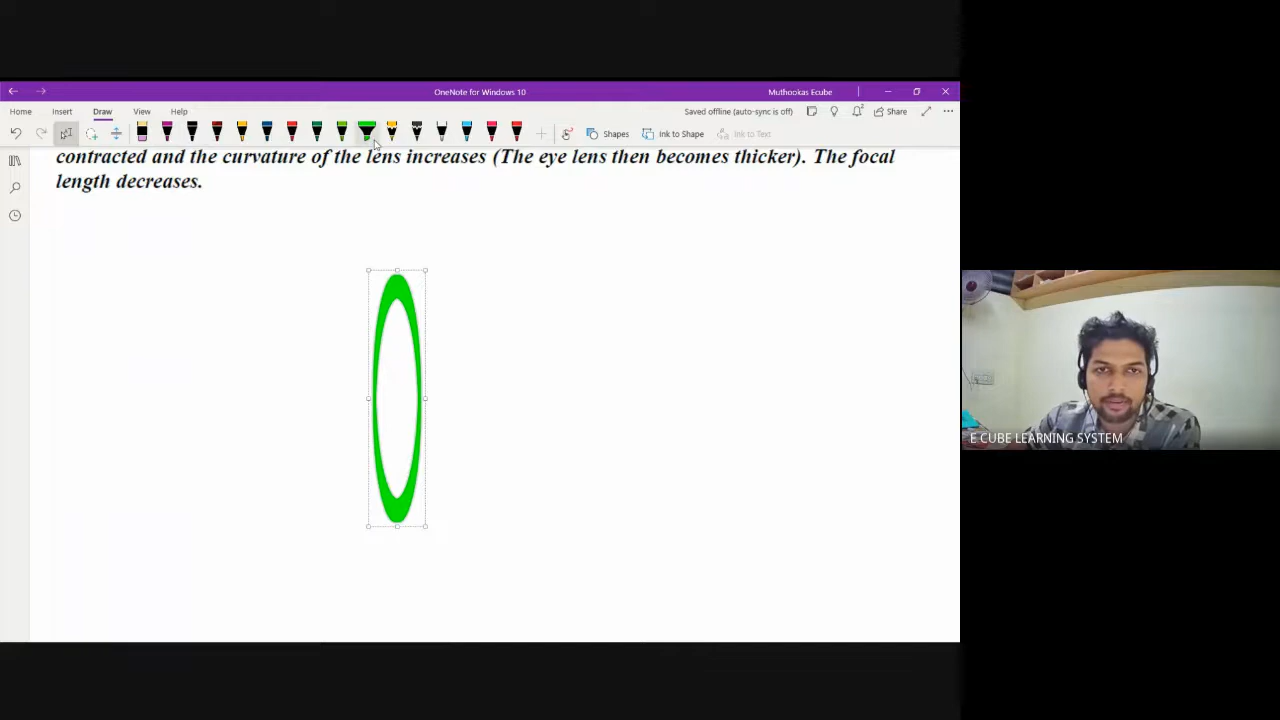 OneNote for Windows 10
Muthookas Ecube
Home
Insert
Draw
View
Help
Saved offline (auto-sync is off)
Share
Shapes
Ink to Shape
Ink to Text
contracted and the curvature of the lens increases (The eye lens then becomes thicker). The focal
length decreases.
E CUBE LEARNING SYSTEM